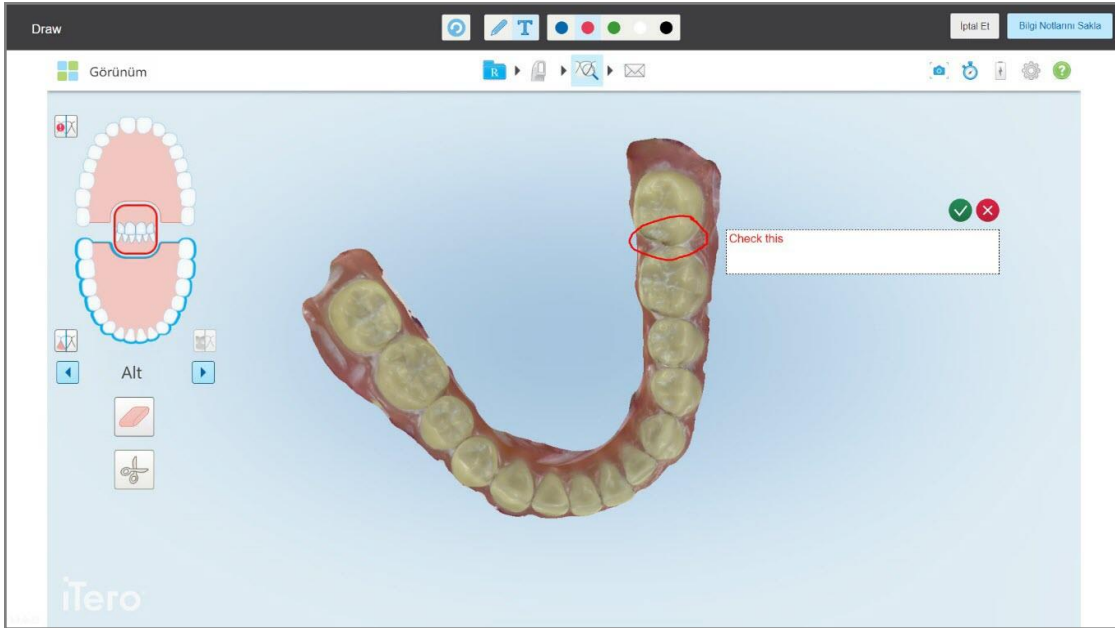 Draw
T
İptal Et
Bilgi Notlarını Sakla
Görünüm
R
?
Check this
Alt
iTero